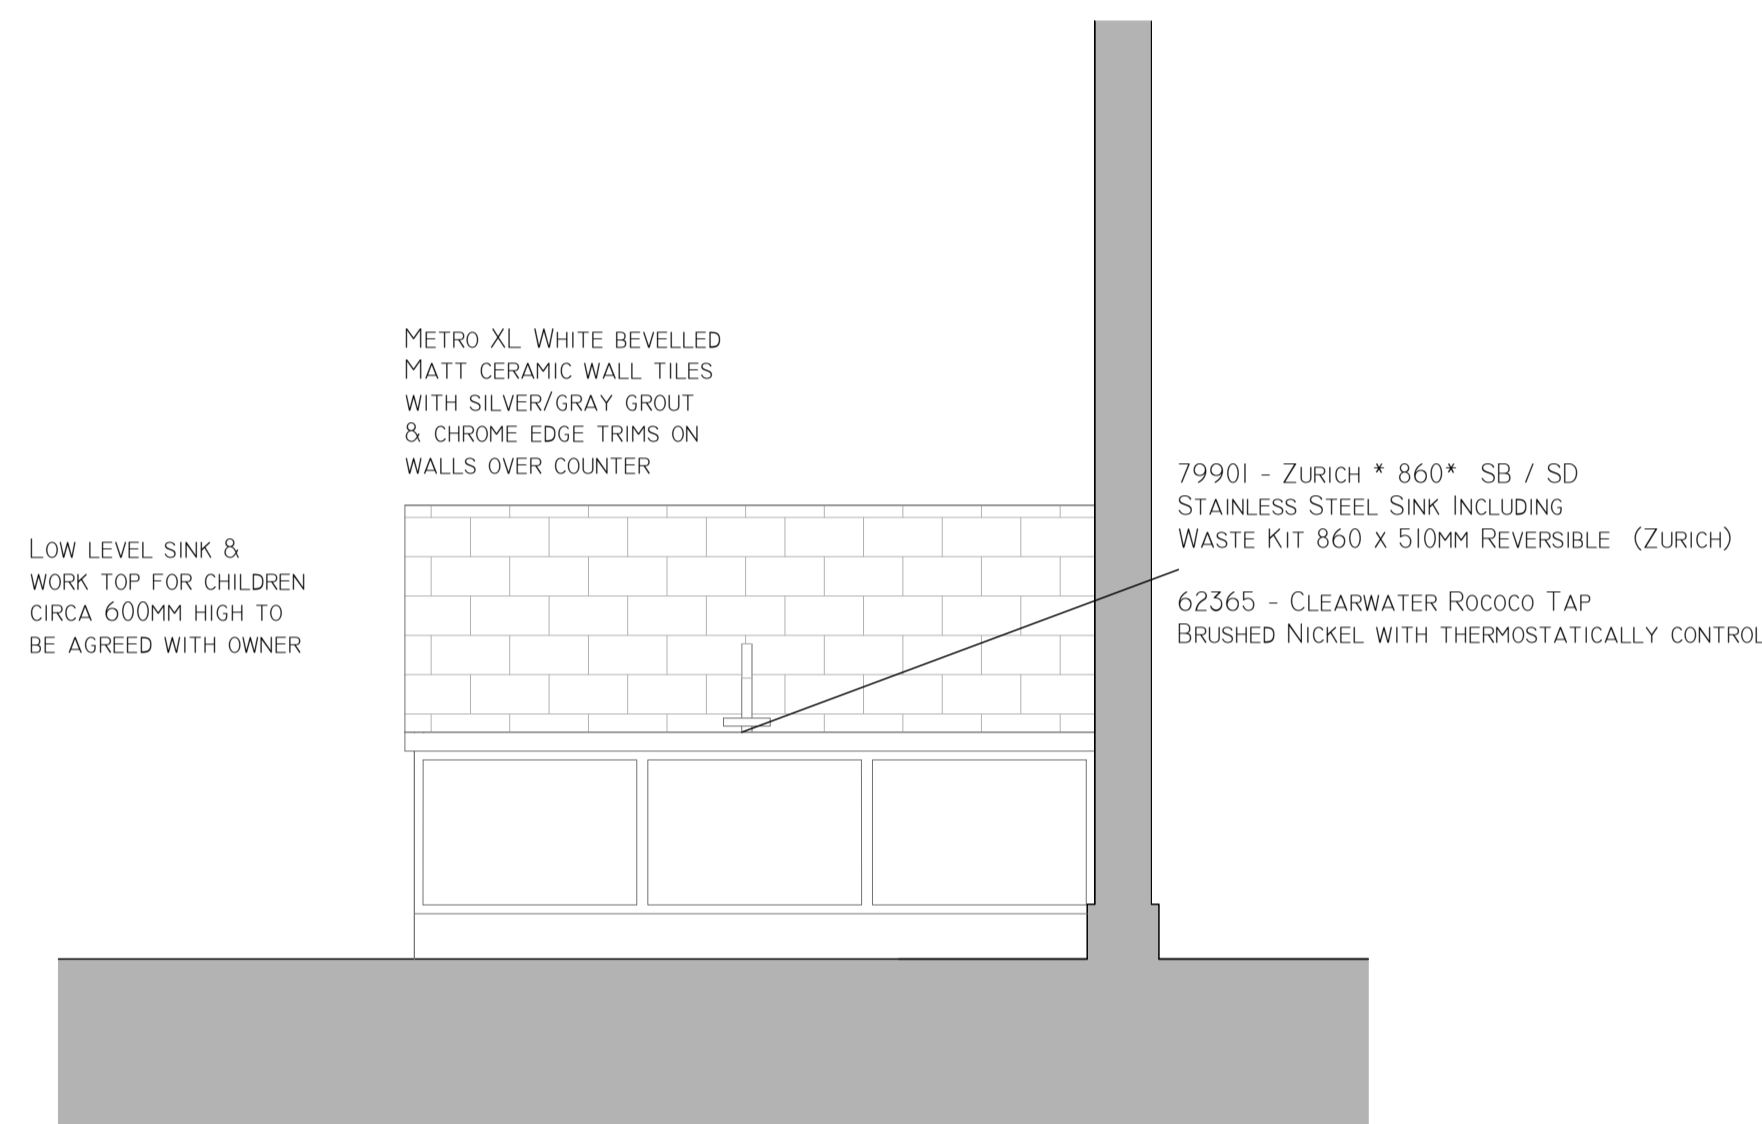 Metro XL White bevelled
Matt ceramic wall tiles
with silver/gray grout
& chrome edge trims on
walls over counter
Low level sink &
work top for children
circa 600mm high to
be agreed with owner
79901 - Zurich * 860* SB / SD
Stainless Steel Sink Including
Waste Kit 860 x 510mm Reversible (Zurich)
62365 - Clearwater Rococo Tap
Brushed Nickel with thermostatically control